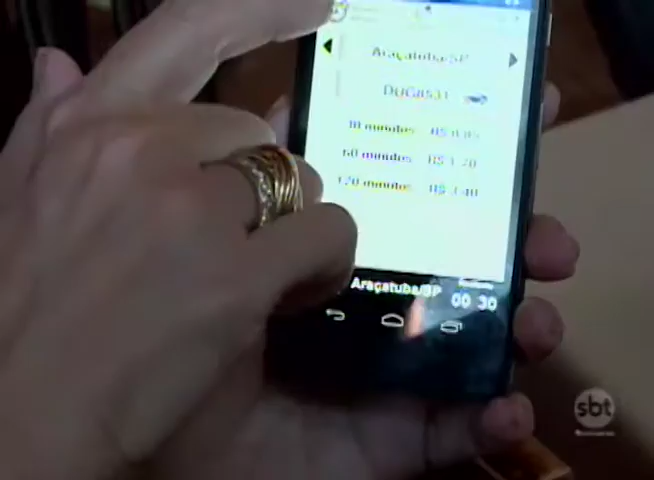 Araçatuba/SP
30 minutos R$ 0,85
60 minutos R$ 1,70
120 minutos R$ 3,40
Araçatuba/SP
00 30
sbt